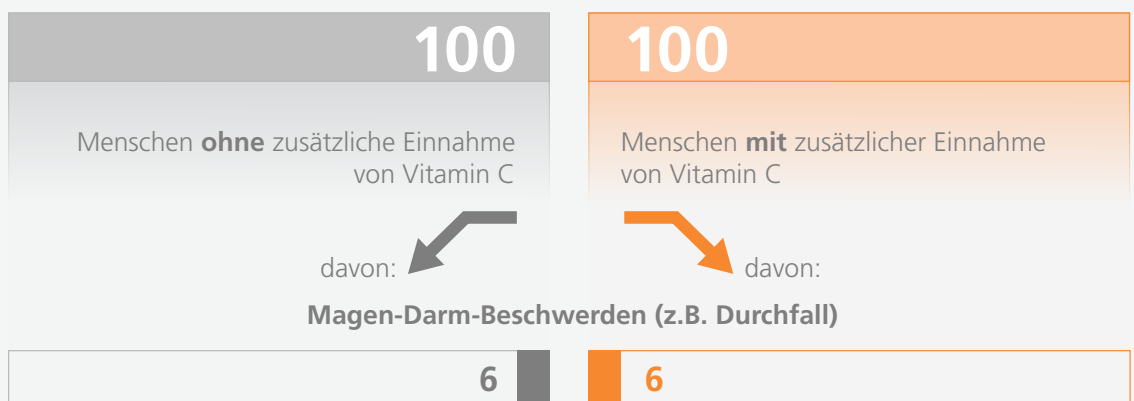 100
Menschen ohne zusätzliche Einnahme
von Vitamin C
davon:
100
Menschen mit zusätzlicher Einnahme
von Vitamin C
davon:
Magen-Darm-Beschwerden (z.B. Durchfall)
6
6